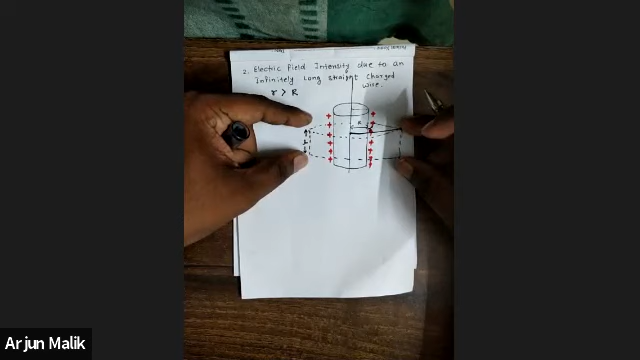 2. Electric Field Intensity due to an
Infinitely Long straight charged
wire.
r > R
Arjun Malik